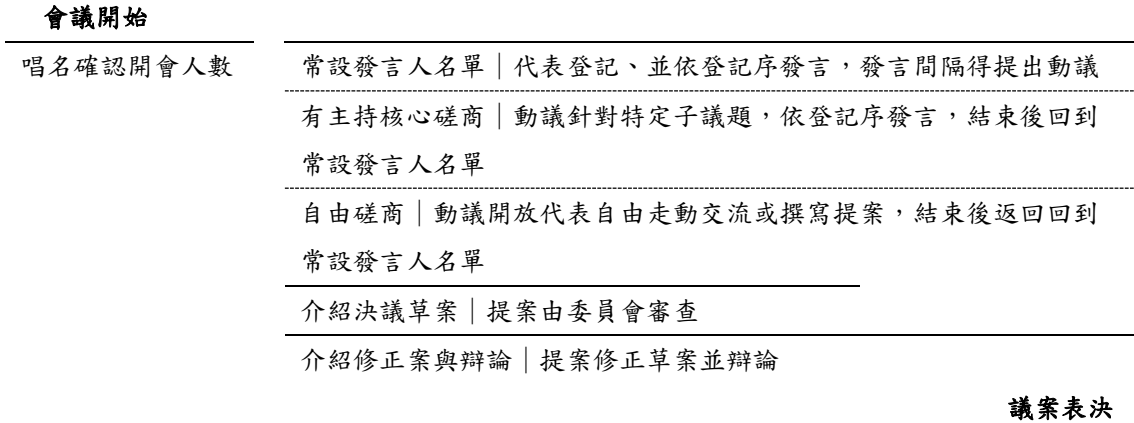 會議開始
唱名確認開會人數
常設發言人名單｜代表登記、並依登記序發言，發言間隔得提出動議
有主持核心磋商｜動議針對特定子議題，依登記序發言，結束後回到
常設發言人名單
自由磋商｜動議開放代表自由走動交流或撰寫提案，結束後返回回到
常設發言人名單
介紹決議草案｜提案由委員會審查
介紹修正案與辯論｜提案修正草案並辯論
議案表決